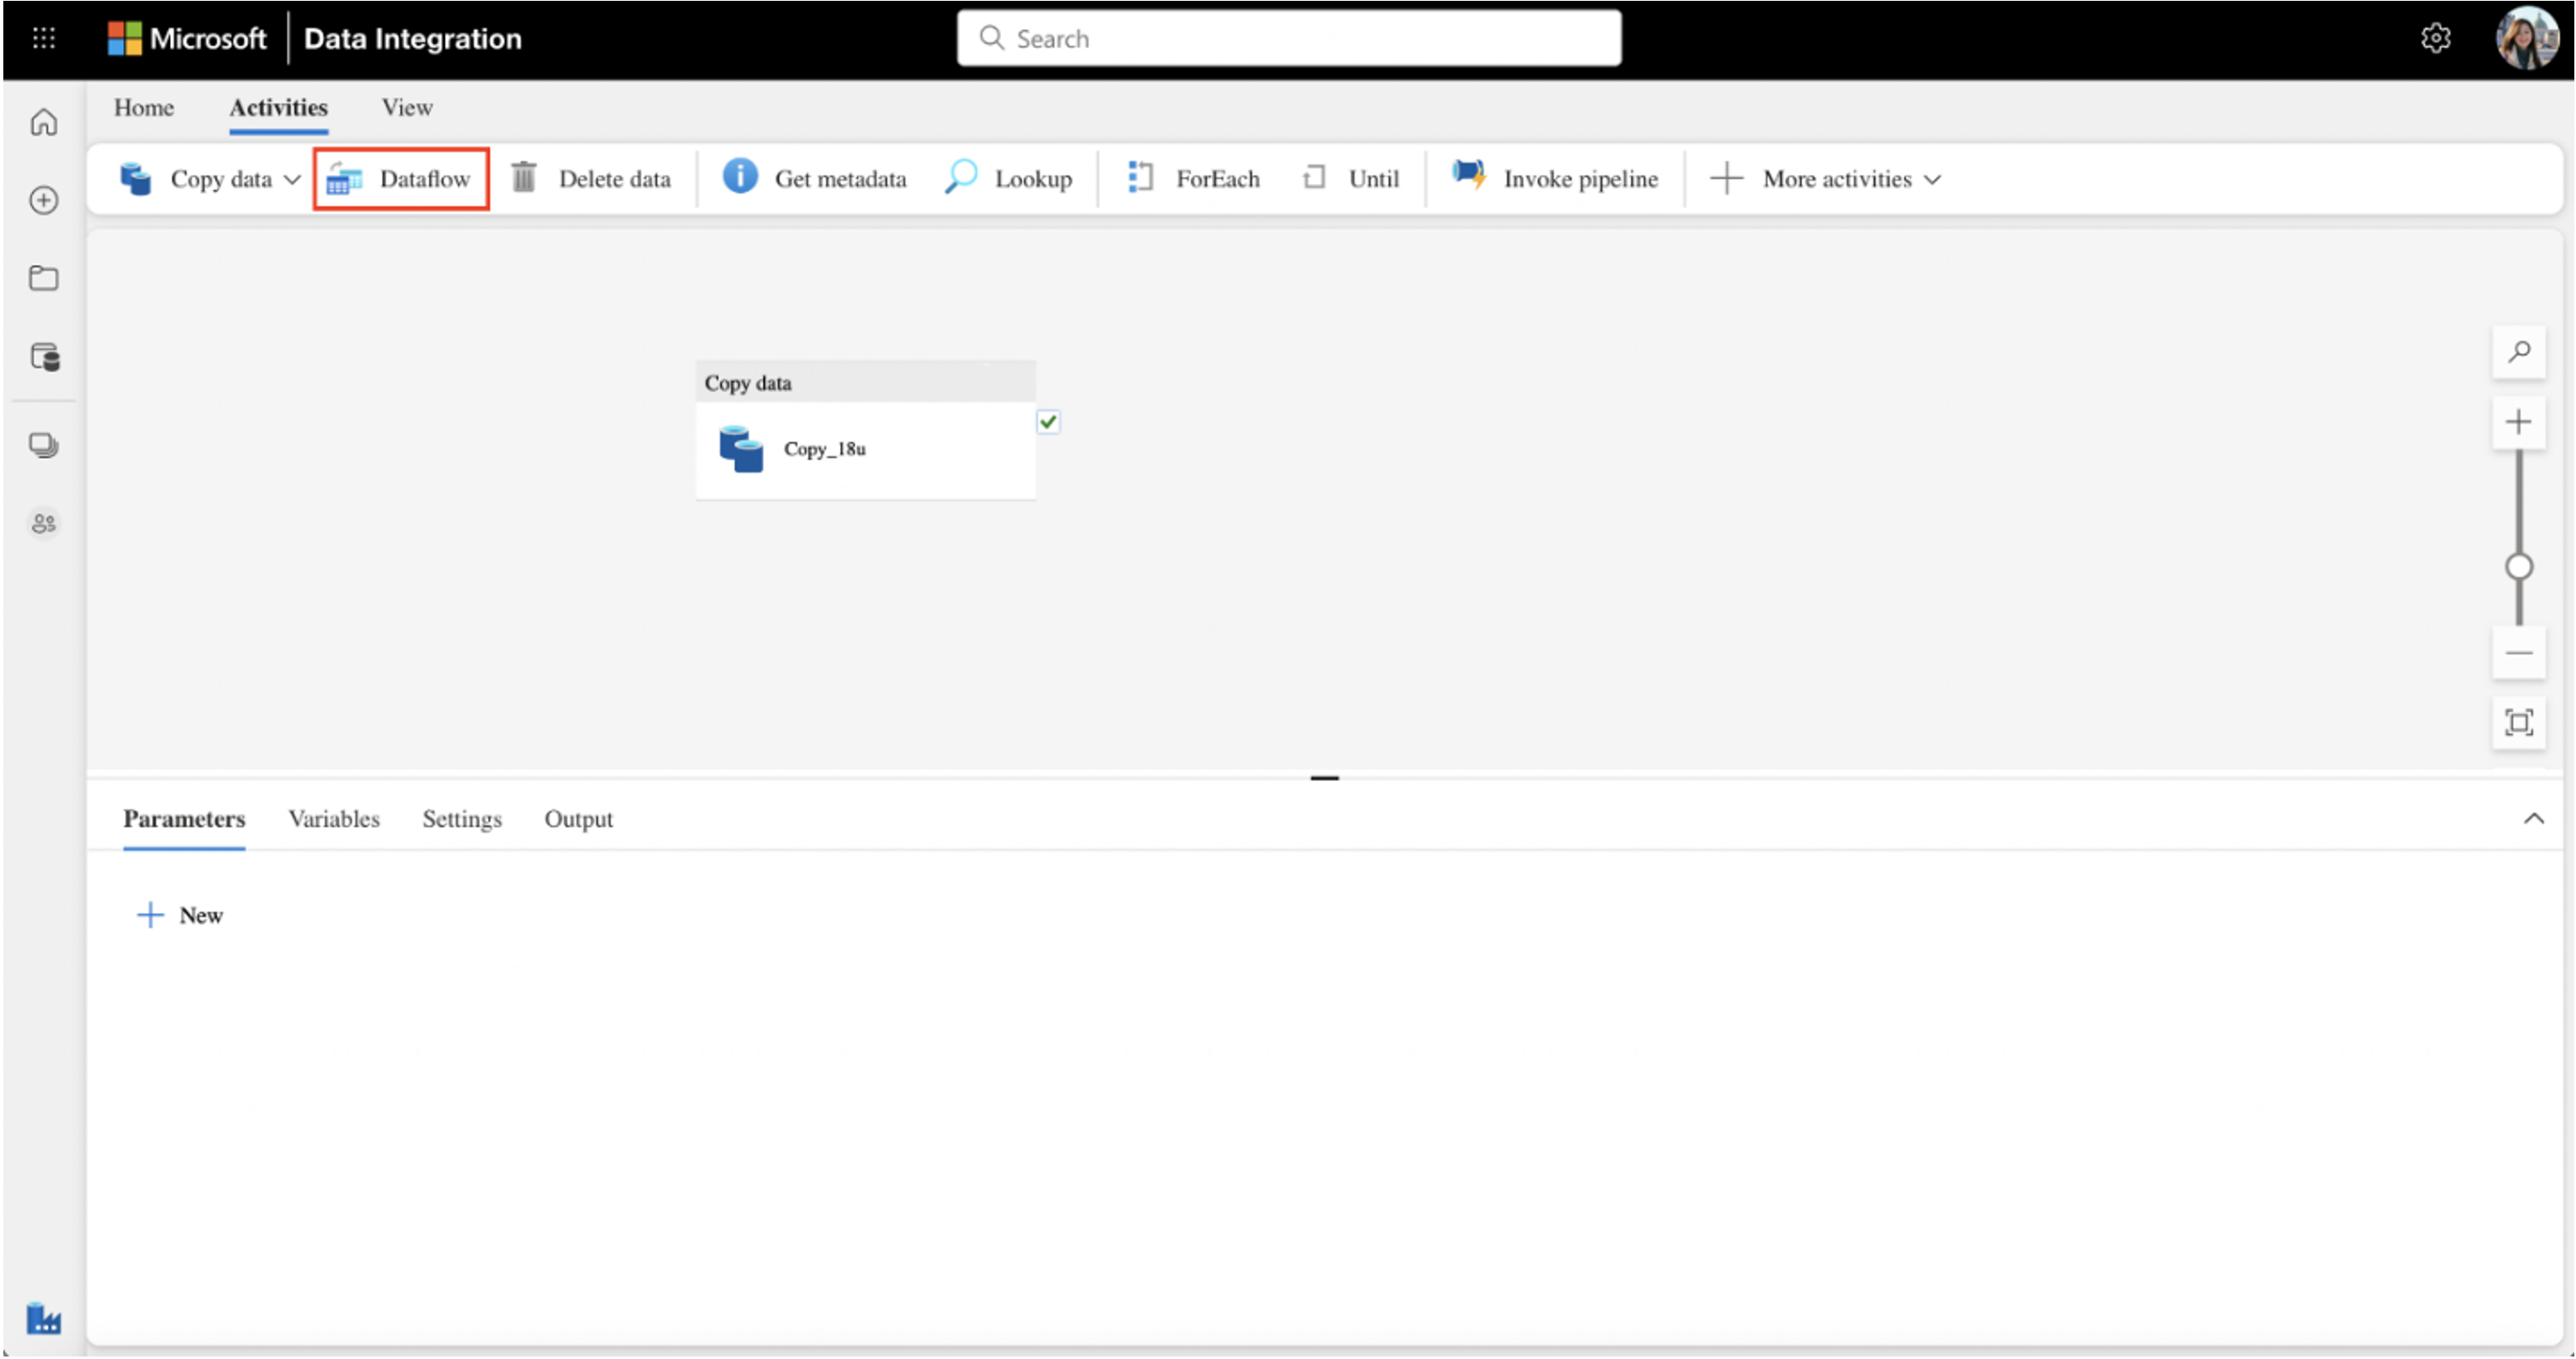 Microsoft Data Integration Search
Home Activities View
Copy data Dataflow Delete data Get metadata Lookup ForEach Until Invoke pipeline More activities
Copy data
Copy_18u
Parameters Variables Settings Output
New